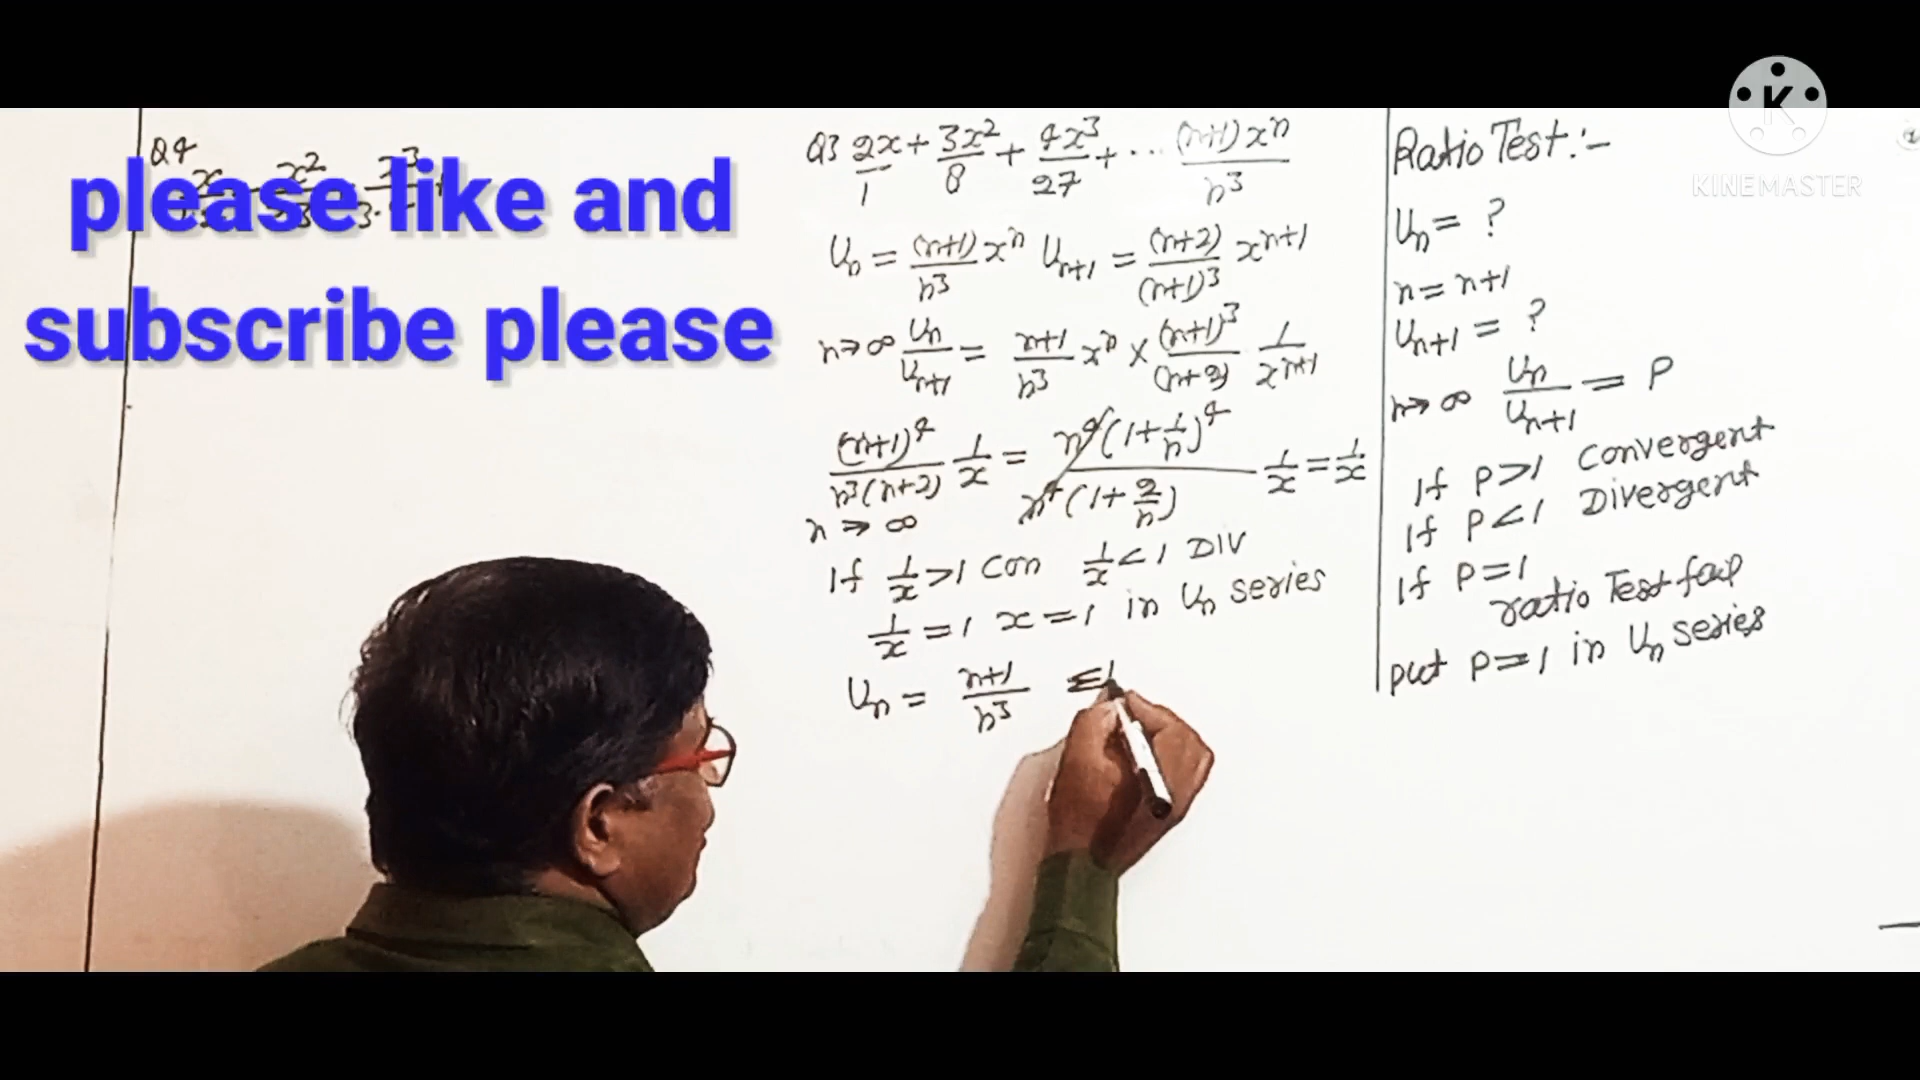 Q4
please like and
subscribe please
Q3 2x/1 + 3x²/8 + 4x³/27 + ... (n+1)xⁿ/n³
Uₙ = (n+1)/n³ xⁿ Uₙ₊₁ = (n+2)/(n+1)³ xⁿ⁺¹
n→∞ Uₙ/Uₙ₊₁ = n+1/n³ xⁿ × (n+1)³/(n+2) 1/xⁿ⁺¹
(n+1)⁴/n³(n+2) 1/x = n⁴(1+1/n)⁴/n⁴(1+2/n) 1/x = 1/x
n→∞
If 1/x>1 Con 1/x<1 DIV
1/x=1 x=1 in Uₙ series
Uₙ = n+1/n³
Ratio Test:-
Uₙ = ?
n = n+1
Uₙ₊₁ = ?
n→∞ Uₙ/Uₙ₊₁ = P
If P>1 Convergent
If P<1 Divergent
If P=1
ratio Test
put P=1 in Uₙ series
KINEMASTER